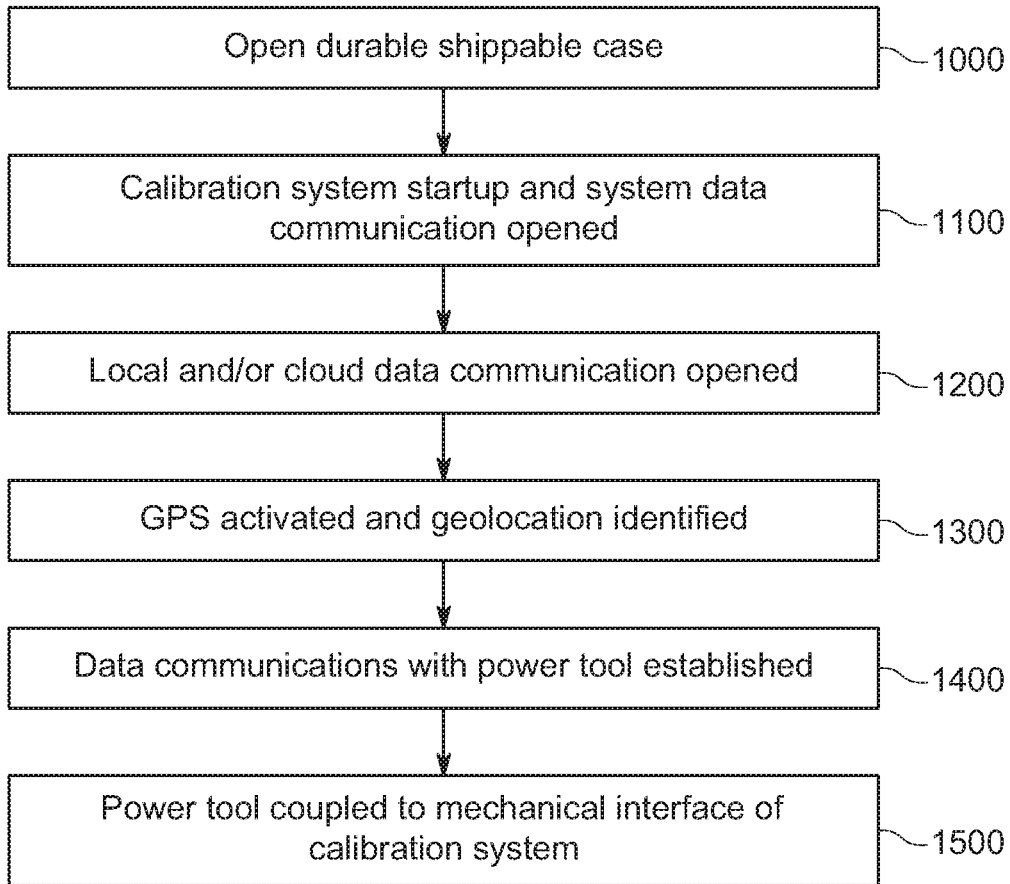 Open durable shippable case
1000
Calibration system startup and system data
communication opened
1100
Local and/or cloud data communication opened
1200
GPS activated and geolocation identified
1300
Data communications with power tool established
1400
Power tool coupled to mechanical interface of
calibration system
1500